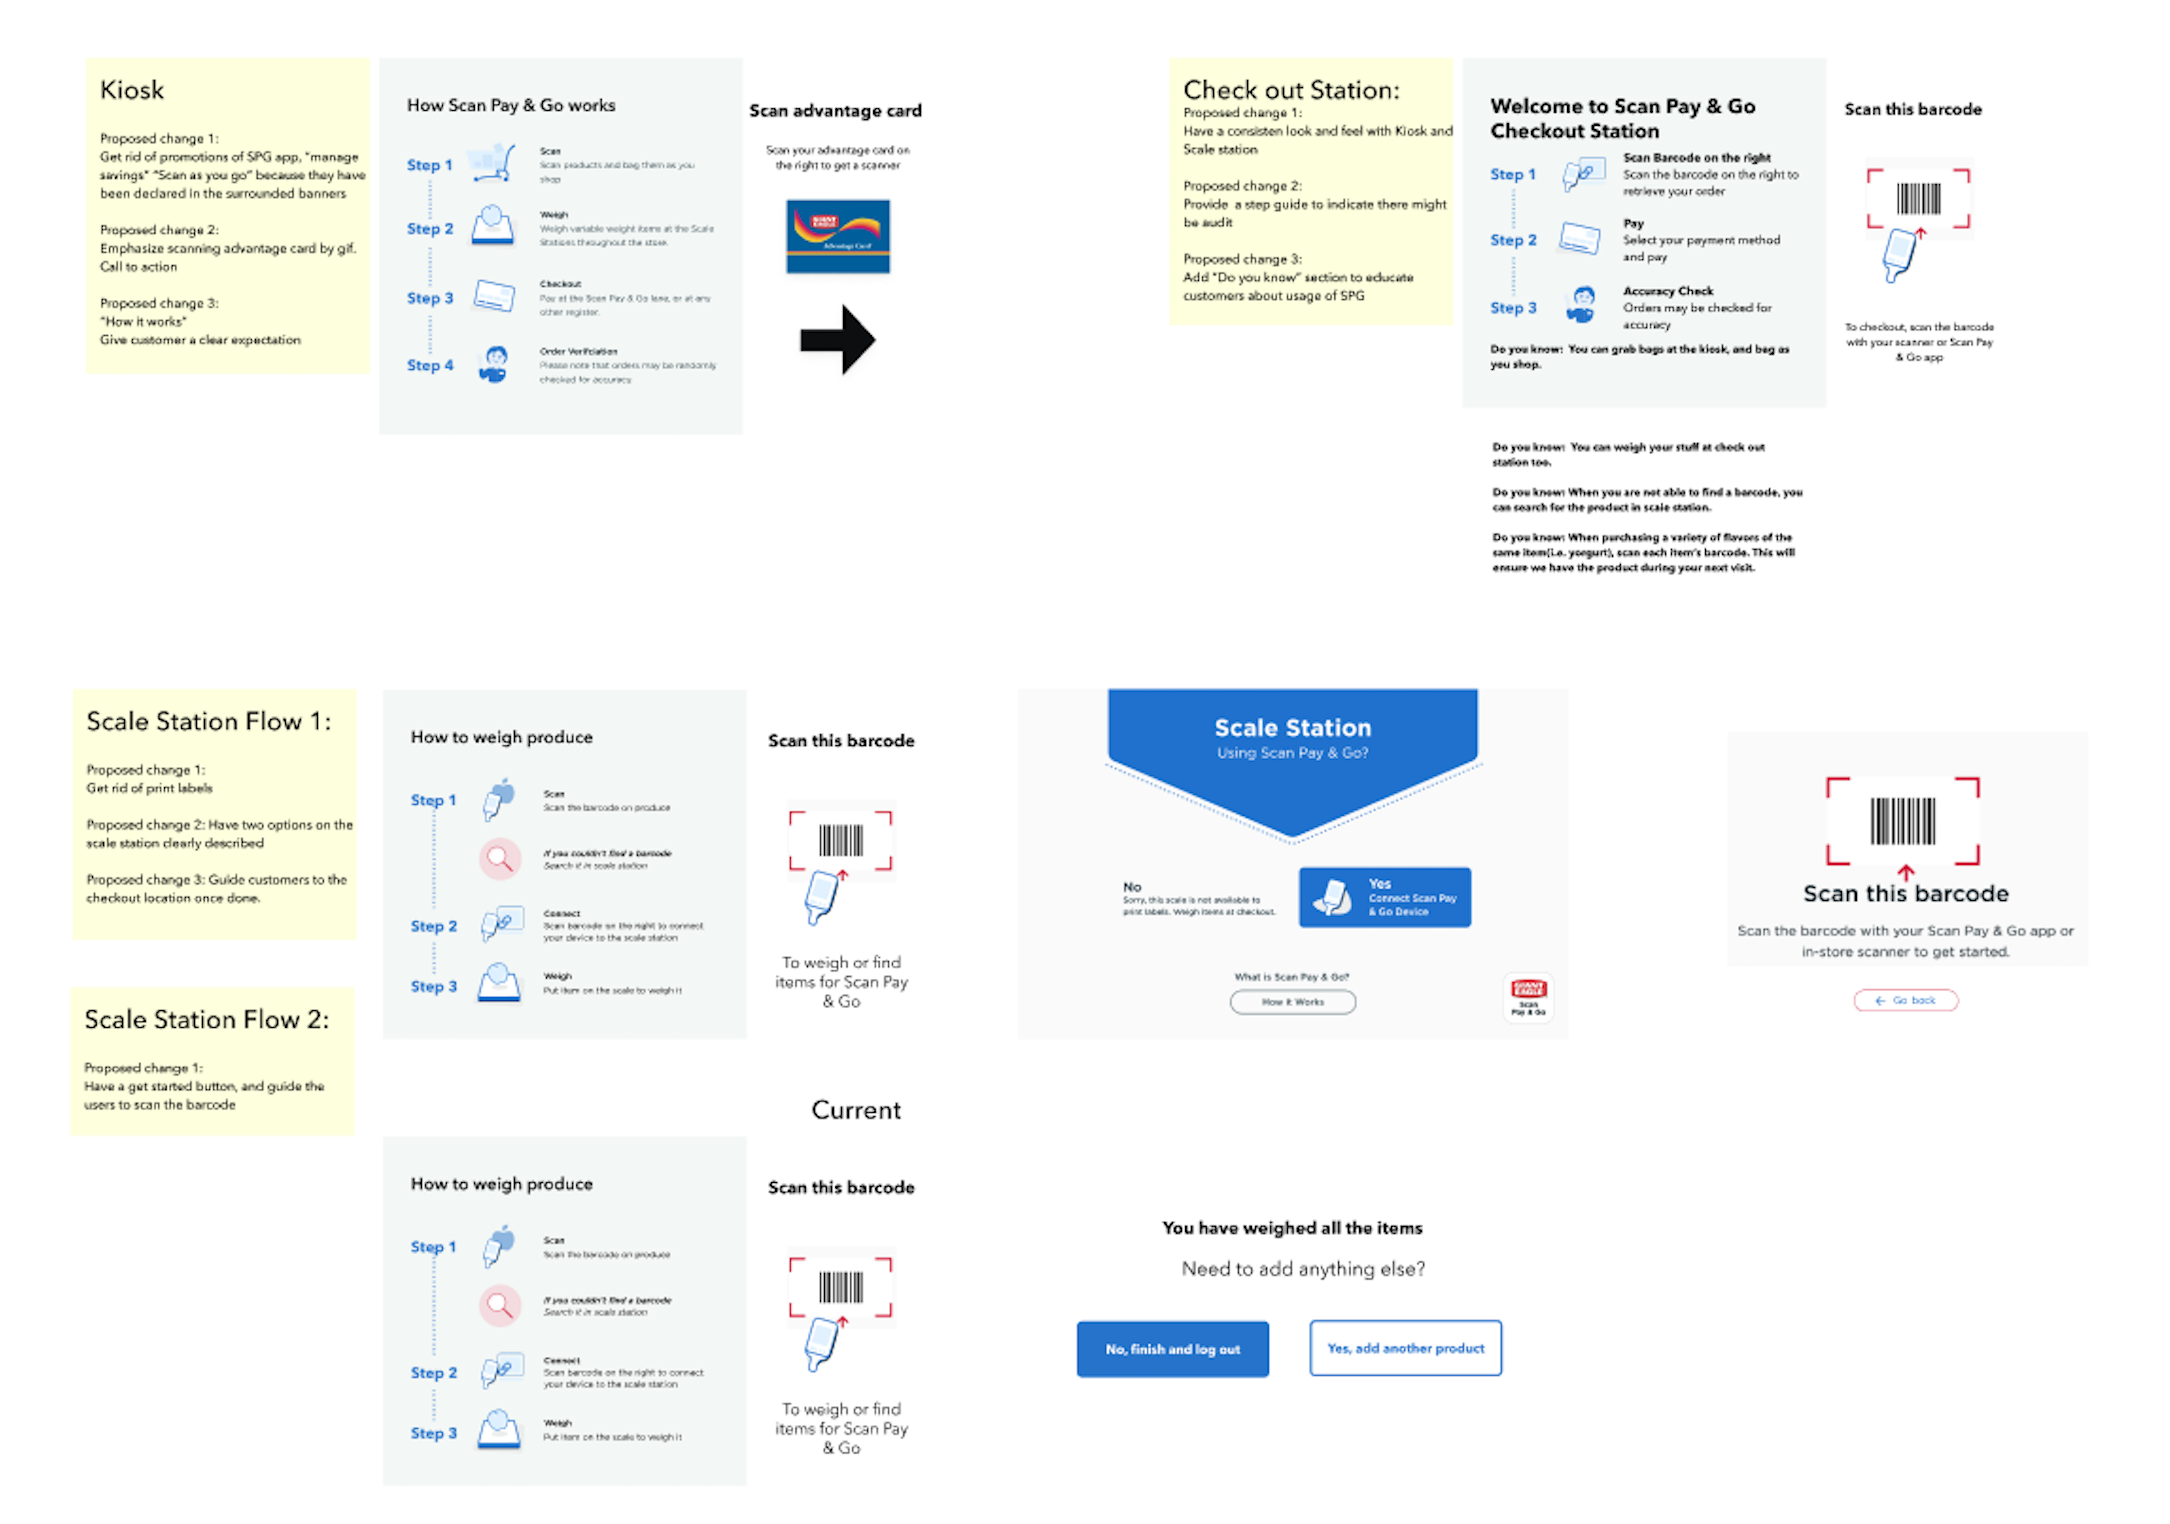 Kiosk
Proposed change 1:
Get rid of promotions of SPG app, "manage
savings" "Scan as you go" because they have
been declared in the surrounded banners
Proposed change 2:
Emphasize scanning advantage card by gif.
Call to action
Proposed change 3:
"How it works"
Give customer a clear expectation
How Scan Pay & Go works
Step 1
Scan
Scan products and bag them as you
shop
Step 2
Weigh
Weigh variable weight items at the Scale
Stations throughout the store.
Step 3
Checkout
Pay at the Scan Pay & Go lane, or at any
other register.
Step 4
Order Verifciation
Please note that orders may be randomly
checked for accuracy.
Scan advantage card
Scan your advantage card on
the right to get a scanner
GIANT
EAGLE
Advantage Card
Check out Station:
Proposed change 1:
Have a consisten look and feel with Kiosk and
Scale station
Proposed change 2:
Provide a step guide to indicate there might
be audit
Proposed change 3:
Add "Do you know" section to educate
customers about usage of SPG
Welcome to Scan Pay & Go
Checkout Station
Step 1
Scan Barcode on the right
Scan the barcode on the right to
retrieve your order
Step 2
Pay
Select your payment method
and pay
Step 3
Accuracy Check
Orders may be checked for
accuracy
Do you know: You can grab bags at the kiosk, and bag as
you shop.
Scan this barcode
To checkout, scan the barcode
with your scanner or Scan Pay
& Go app
Do you know: You can weigh your stuff at check out
station too.
Do you know: When you are not able to find a barcode, you
can search for the product in scale station.
Do you know: When purchasing a variety of flavors of the
same item(i.e. yorgurt), scan each item's barcode. This will
ensure we have the product during your next visit.
Scale Station Flow 1:
Proposed change 1:
Get rid of print labels
Proposed change 2: Have two options on the
scale station clearly described
Proposed change 3: Guide customers to the
checkout location once done.
How to weigh produce
Step 1
Scan
Scan the barcode on produce
If you couldn't find a barcode
Search it in scale station
Step 2
Connect
Scan barcode on the right to connect
your device to the scale station
Step 3
Weigh
Put item on the scale to weigh it
Scan this barcode
To weigh or find
items for Scan Pay
& Go
Scale Station
Using Scan Pay & Go?
No
Sorry, this scale is not available to
print labels. Weigh items at checkout.
Yes
Connect Scan Pay
& Go Device
What is Scan Pay & Go?
How it Works
GIANT
EAGLE
Scan
Pay & Go
Scan this barcode
Scan the barcode with your Scan Pay & Go app or
in-store scanner to get started.
← Go back
Scale Station Flow 2:
Proposed change 1:
Have a get started button, and guide the
users to scan the barcode
Current
How to weigh produce
Step 1
Scan
Scan the barcode on produce
If you couldn't find a barcode
Search it in scale station
Step 2
Connect
Scan barcode on the right to connect
your device to the scale station
Step 3
Weigh
Put item on the scale to weigh it
Scan this barcode
To weigh or find
items for Scan Pay
& Go
You have weighed all the items
Need to add anything else?
No, finish and log out
Yes, add another product